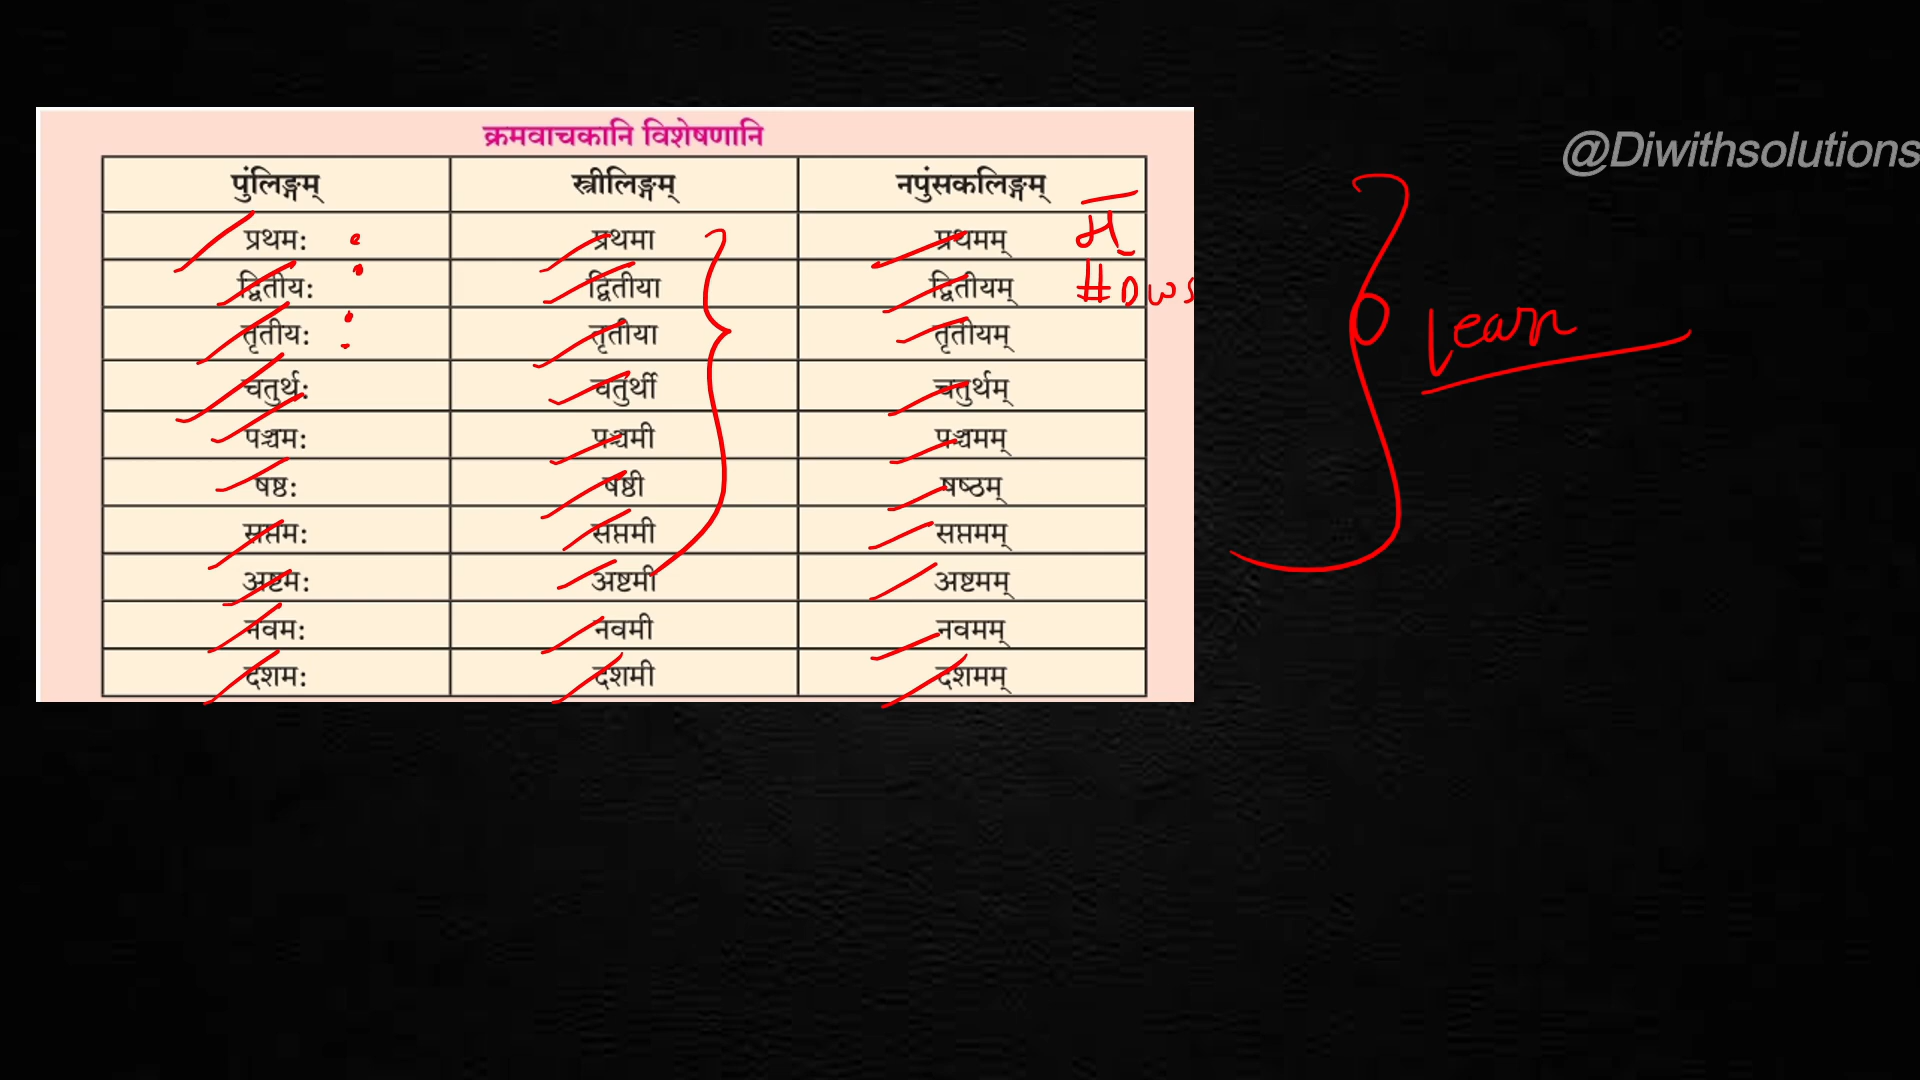 @Diwithsolutions
क्रमवाचकानि विशेषणानि
पुंलिङ्गम् स्त्रीलिङ्गम् नपुंसकलिङ्गम्
प्रथम: : प्रथमा प्रथमम् म्
द्वितीय: द्वितीया द्वितीयम् #DWS
तृतीय: : तृतीया तृतीयम् learn
चतुर्थ: चतुर्थी चतुर्थम्
पञ्चम: पञ्चमी पञ्चमम्
षष्ठ: षष्ठी षष्ठम्
सप्तम: सप्तमी सप्तमम्
अष्टम: अष्टमी अष्टमम्
नवम: नवमी नवमम्
दशम: दशमी दशमम्